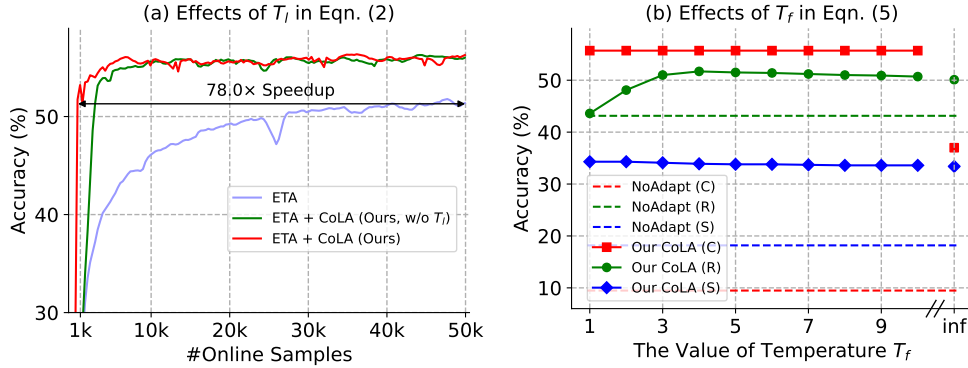 (a) Effects of T_l in Eqn. (2)
Accuracy (%)
50
40
30
78.0× Speedup
ETA
ETA + CoLA (Ours, w/o T_l)
ETA + CoLA (Ours)
1k 10k 20k 30k 40k 50k
#Online Samples
(b) Effects of T_f in Eqn. (5)
Accuracy (%)
50
40
30
20
10
NoAdapt (C)
NoAdapt (R)
NoAdapt (S)
Our CoLA (C)
Our CoLA (R)
Our CoLA (S)
1 3 5 7 9 inf
The Value of Temperature T_f